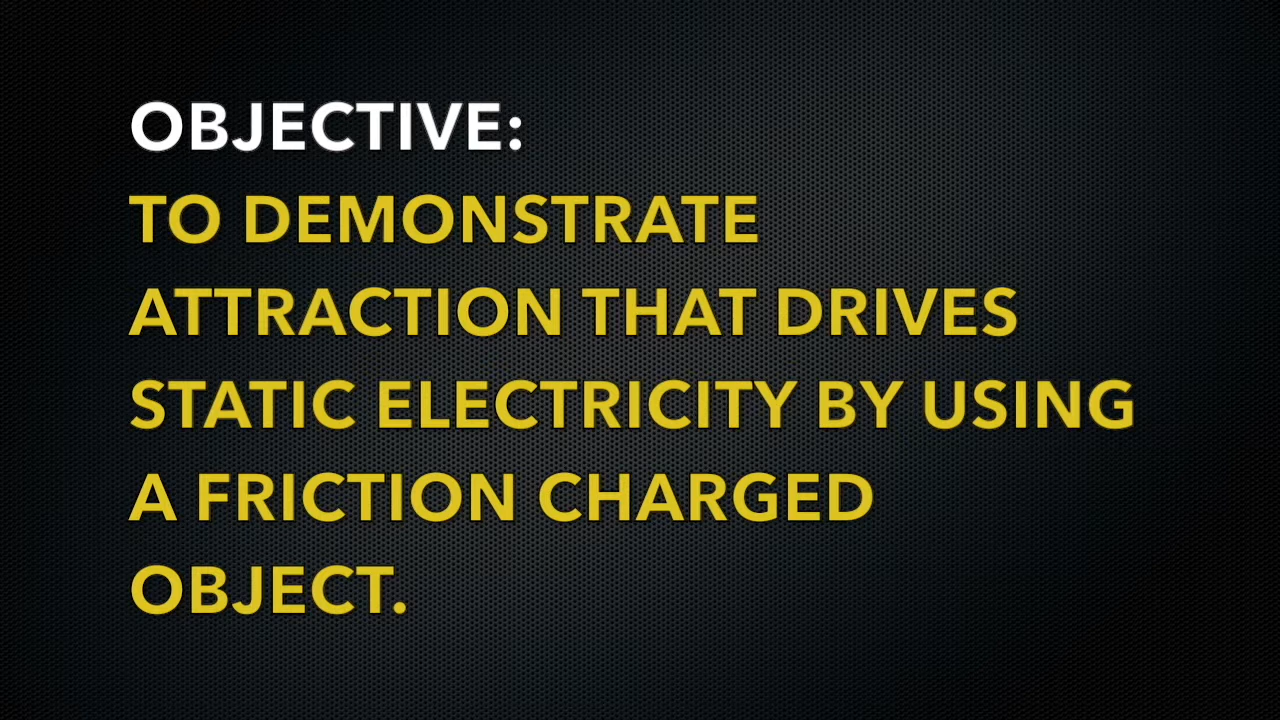 OBJECTIVE:
TO DEMONSTRATE
ATTRACTION THAT DRIVES
STATIC ELECTRICITY BY USING
A FRICTION CHARGED
OBJECT.